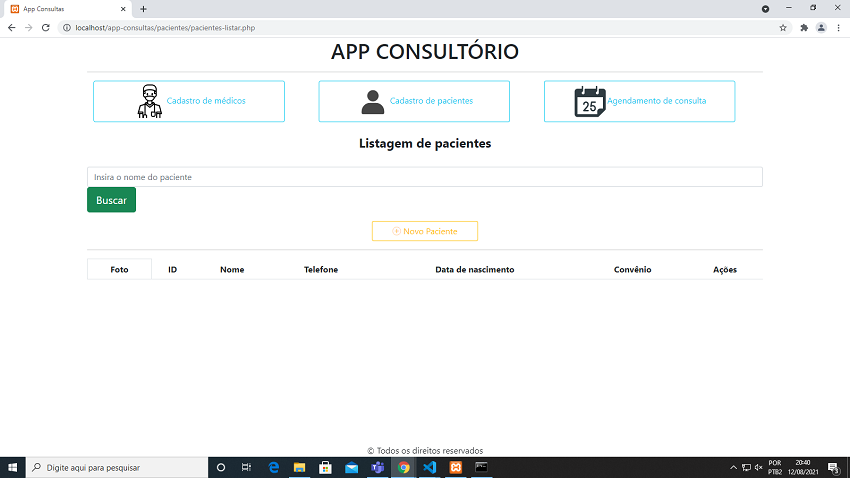 App Consultas
localhost/app-consultas/pacientes/pacientes-listar.php
APP CONSULTÓRIO
Cadastro de médicos
Cadastro de pacientes
25
Agendamento de consulta
Listagem de pacientes
Insira o nome do paciente
Buscar
Novo Paciente
Foto ID Nome Telefone Data de nascimento Convênio Ações
© Todos os direitos reservados
Digite aqui para pesquisar
POR
PTB2
20:40
12/08/2021
3